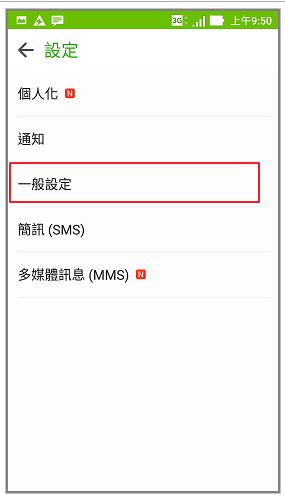 3G 上午9:50
設定
個人化 N
通知
一般設定
簡訊 (SMS)
多媒體訊息 (MMS) N